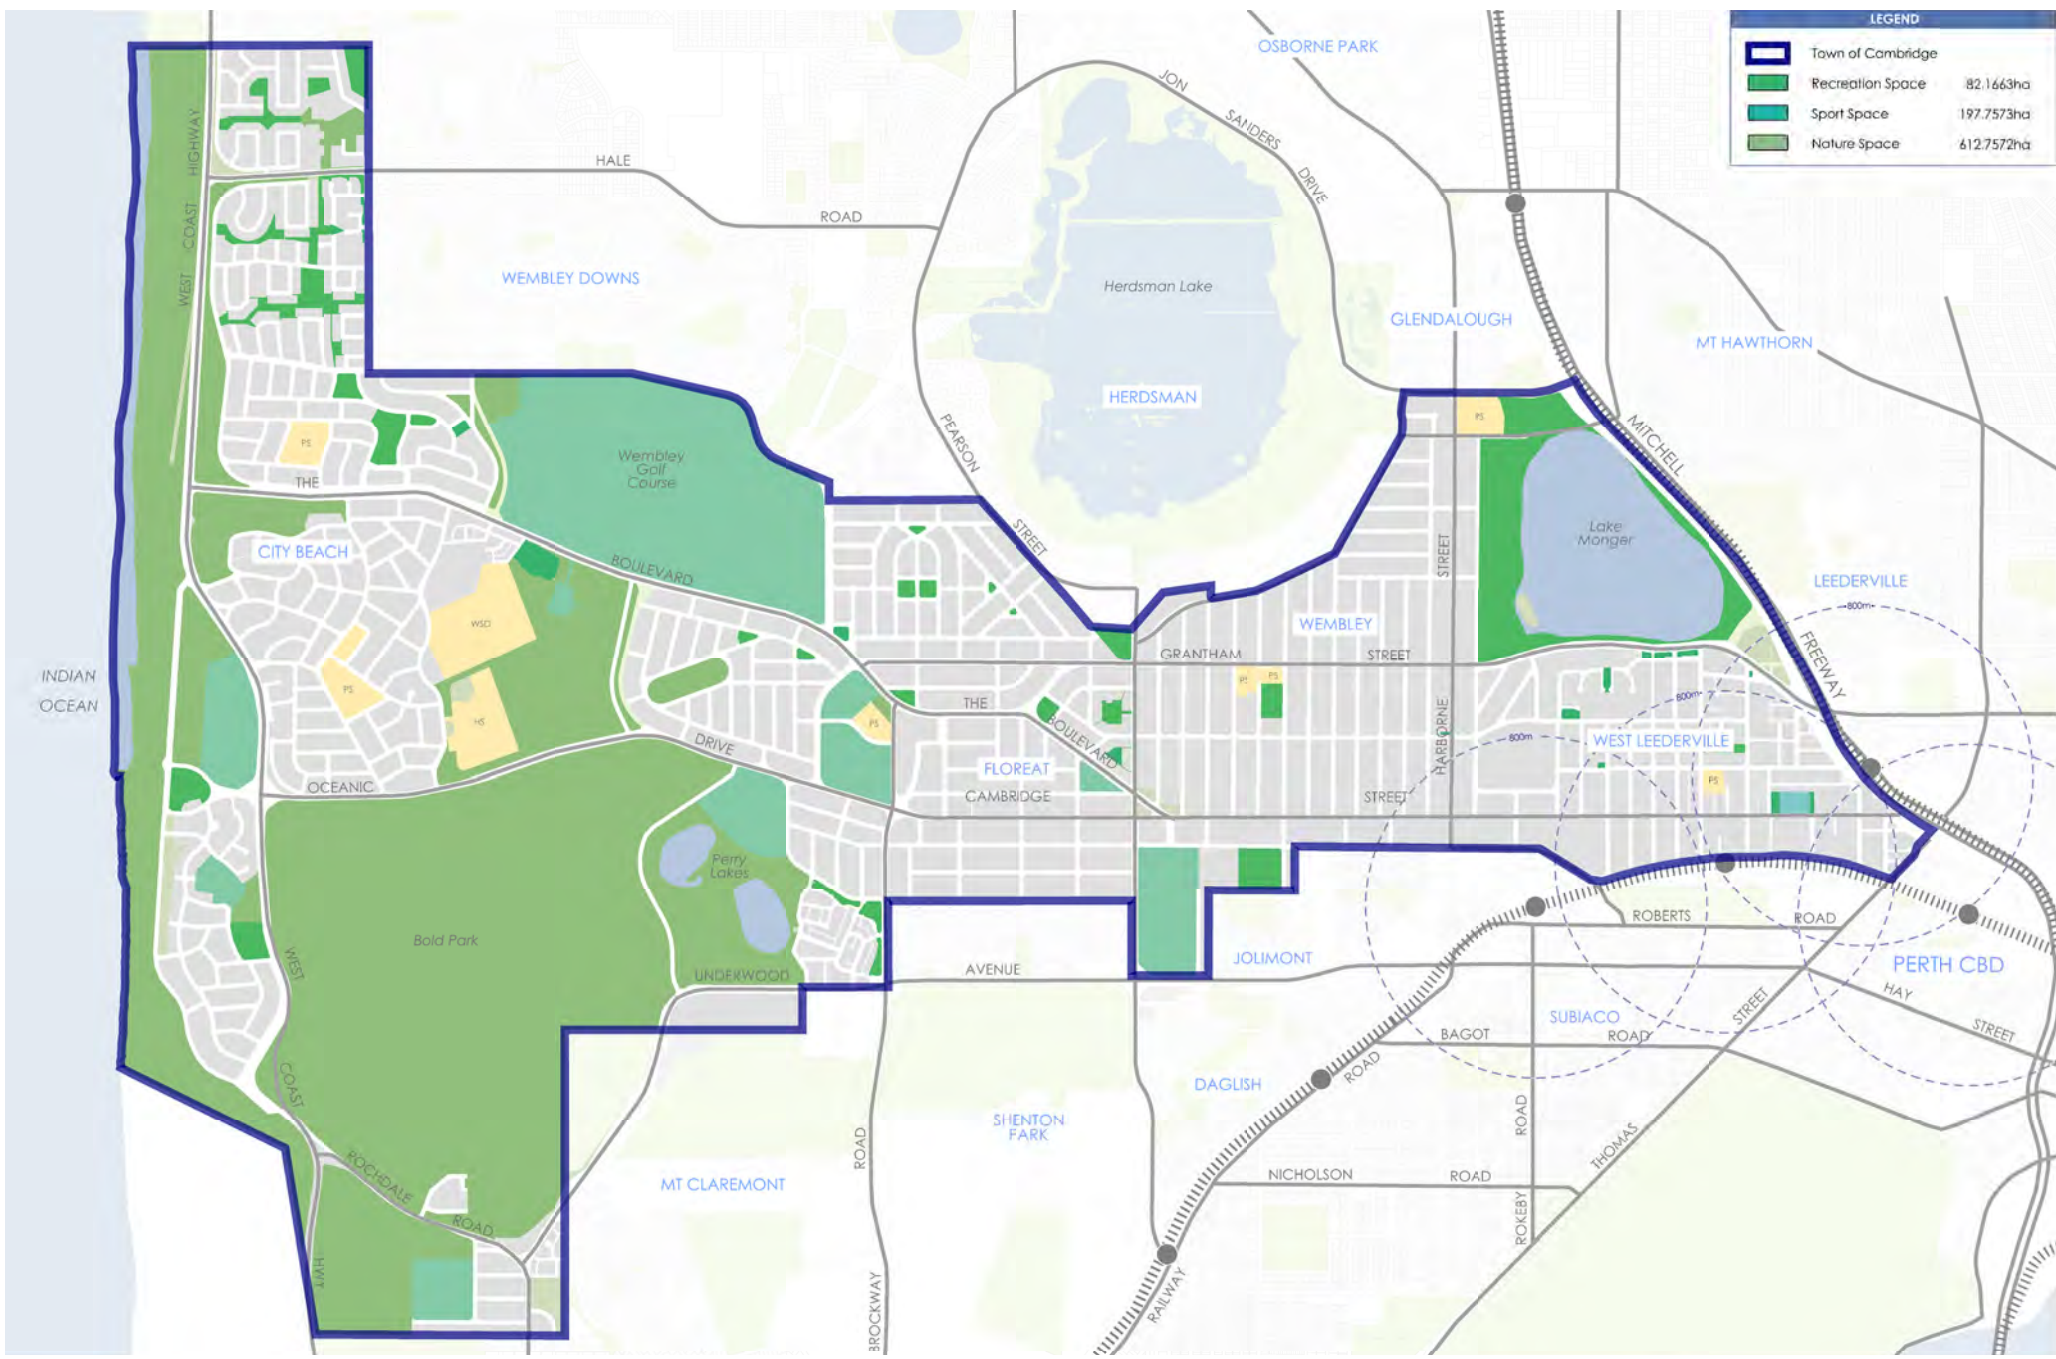 LEGEND
Town of Cambridge
Recreation Space 82.1663ha
Sport Space 197.7573ha
Nature Space 612.7572ha
OSBORNE PARK
JON
SANDERS
DRIVE
WEST COAST HIGHWAY
HALE
ROAD
WEMBLEY DOWNS
Herdsman Lake
GLENDALOUGH
MT HAWTHORN
HERDSMAN
PEARSON
STREET
MITCHELL
FREEWAY
PS
PS
THE
BOULEVARD
Wembley
Golf
Course
CITY BEACH
Lake
Monger
STREET
HARBORNE
LEEDERVILLE
800m
WSD
WEMBLEY
GRANTHAM
STREET
INDIAN
OCEAN
PS
HS
PS
PS
THE
BOULEVARD
800m
800m
WEST LEEDERVILLE
PS
DRIVE
FLOREAT
OCEANIC
CAMBRIDGE
STREET
PS
Perry
Lakes
Bold Park
WEST
COAST
HWY
UNDERWOOD
AVENUE
JOLIMONT
ROBERTS
ROAD
PERTH CBD
HAY
STREET
SUBIACO
BAGOT
ROAD
STREET
THOMAS
DAGLISH
ROAD
RAILWAY
SHENTON
PARK
ROAD
BROCKWAY
MT CLAREMONT
ROCHDALE
ROAD
NICHOLSON
ROAD
ROAD
ROKEBY